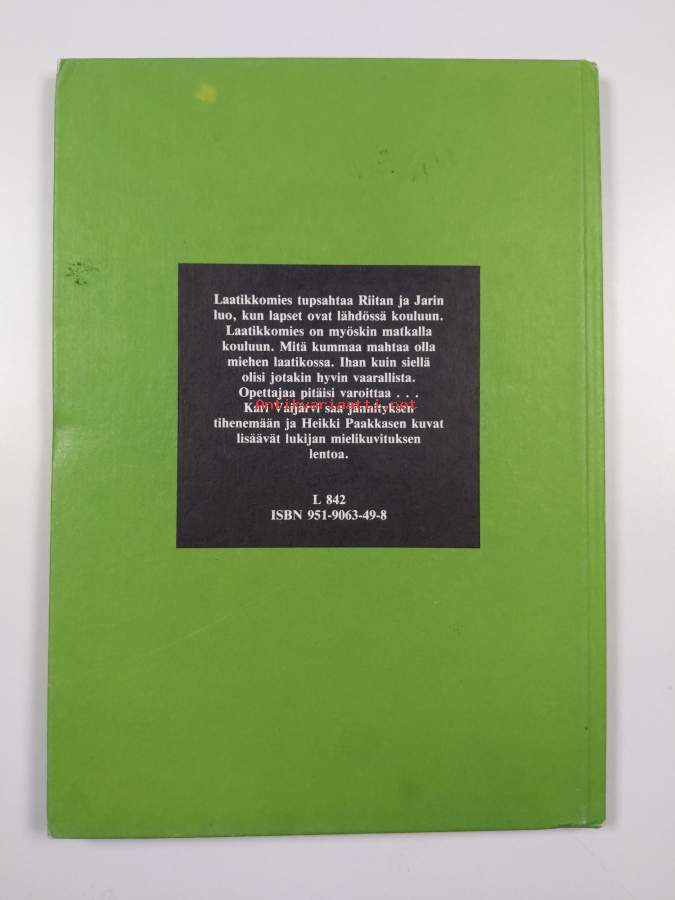 Laatikkomies tupsahtaa Riitan ja Jarin
luo, kun lapset ovat lähdössä kouluun.
Laatikkomies on myöskin matkalla
kouluun. Mitä kummaa mahtaa olla
miehen laatikossa. Ihan kuin siellä
olisi jotakin hyvin vaarallista.
Opettajaa pitäisi varoittaa . . .
Antikvariaatti.net
Kari Vaijärvi saa jännityksen
tihenemään ja Heikki Paakkasen kuvat
lisäävät lukijan mielikuvituksen
lentoa.
L 842
ISBN 951-9063-49-8